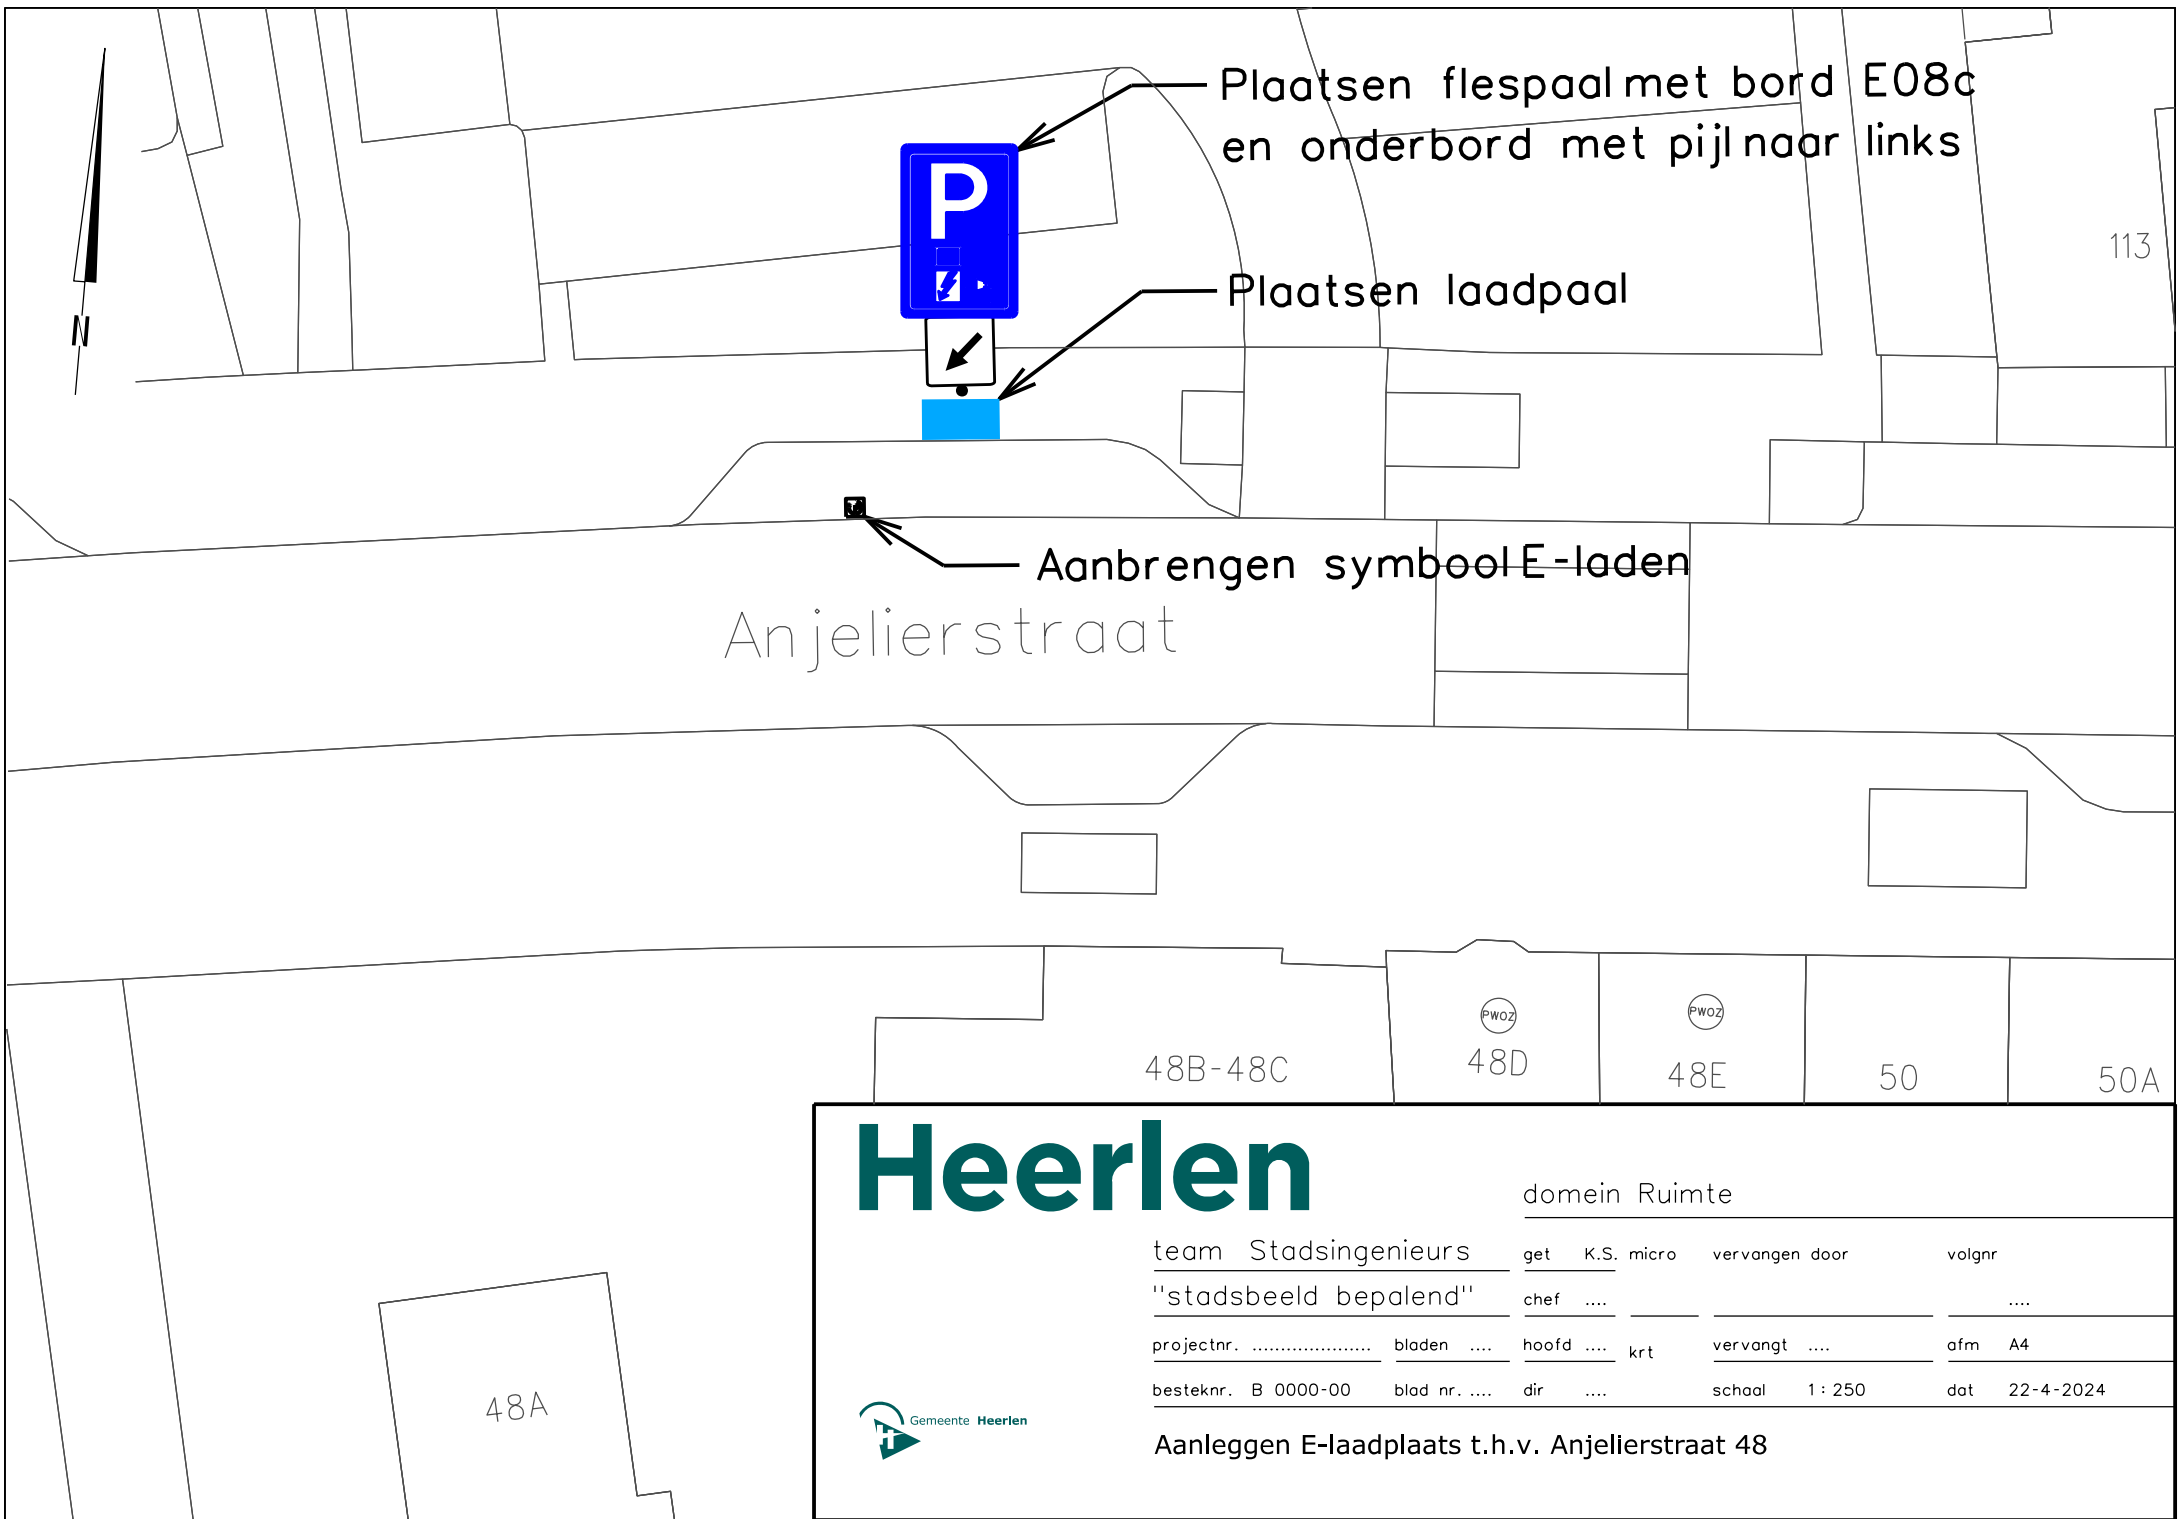 Plaatsen flespaal met bord E08c
en onderbord met pijl naar links
P
113
Plaatsen laadpaal
N
Aanbrengen symbool E-laden
Anjelierstraat
PWOZ
PWOZ
48B-48C
48D
48E
50
50A
48A
Heerlen
domein Ruimte
team Stadsingenieurs
get K.S. micro vervangen door volgnr
"stadsbeeld bepalend"
chef .... ....
projectnr. ..................... bladen .... hoofd .... krt vervangt .... afm A4
besteknr. B 0000-00 blad nr. .... dir .... schaal 1:250 dat 22-4-2024
Gemeente Heerlen
Aanleggen E-laadplaats t.h.v. Anjelierstraat 48